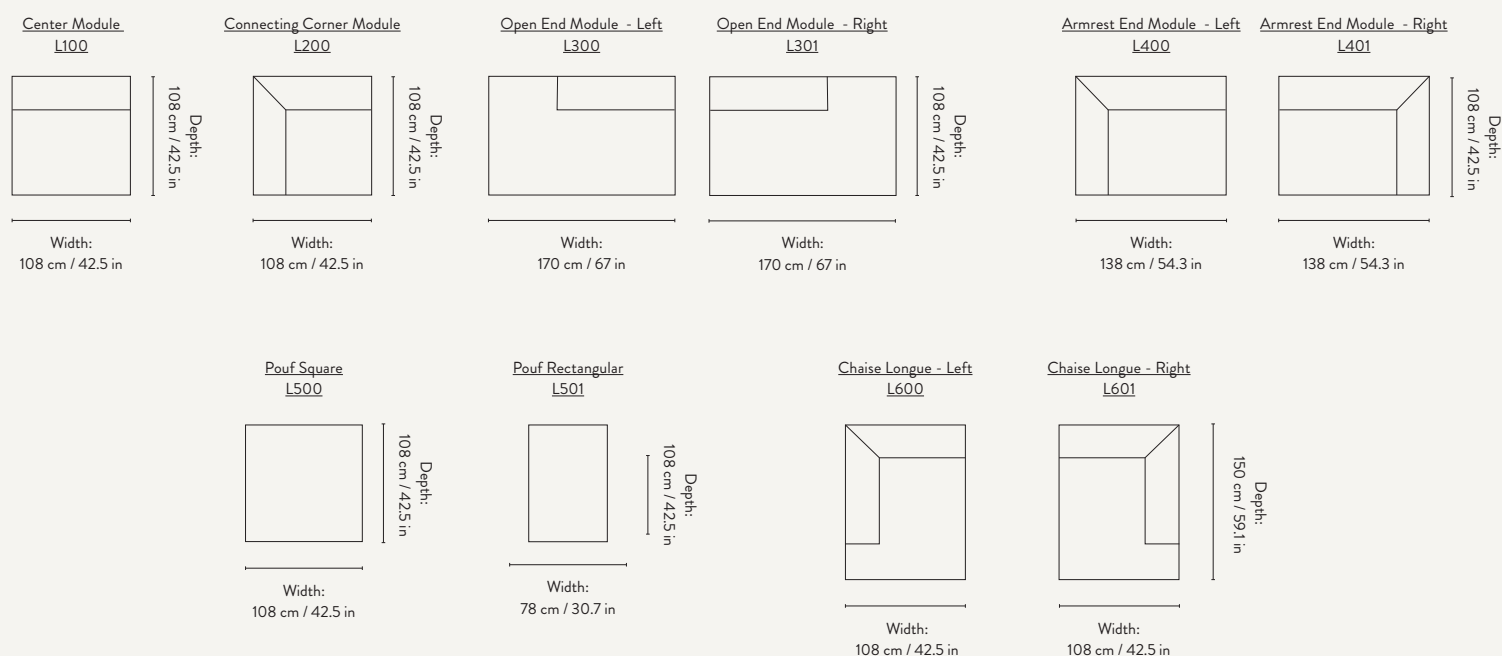 Center Module
L100
Depth:
108 cm / 42.5 in
Width:
108 cm / 42.5 in
Connecting Corner Module
L200
Depth:
108 cm / 42.5 in
Width:
108 cm / 42.5 in
Open End Module - Left
L300
Width:
170 cm / 67 in
Open End Module - Right
L301
Depth:
108 cm / 42.5 in
Width:
170 cm / 67 in
Armrest End Module - Left
L400
Width:
138 cm / 54.3 in
Armrest End Module - Right
L401
Depth:
108 cm / 42.5 in
Width:
138 cm / 54.3 in
Pouf Square
L500
Depth:
108 cm / 42.5 in
Width:
108 cm / 42.5 in
Pouf Rectangular
L501
Depth:
108 cm / 42.5 in
Width:
78 cm / 30.7 in
Chaise Longue - Left
L600
Width:
108 cm / 42.5 in
Chaise Longue - Right
L601
Depth:
150 cm / 59.1 in
Width:
108 cm / 42.5 in